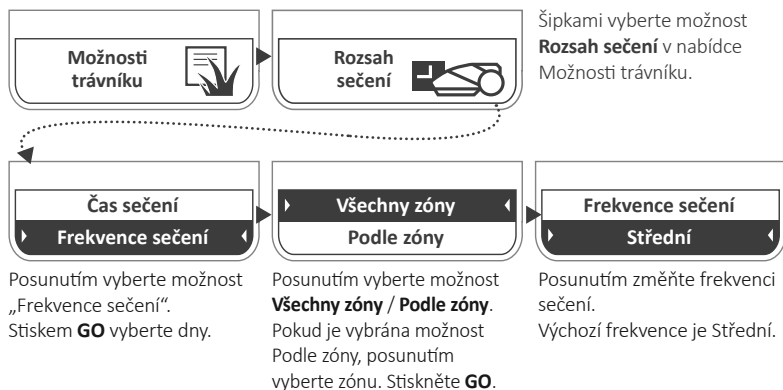 Možnosti
trávníku
Rozsah
sečení
Šipkami vyberte možnost
Rozsah sečení v nabídce
Možnosti trávníku.
Čas sečení
Frekvence sečení
Posunutím vyberte možnost
„Frekvence sečení“.
Stiskem GO vyberte dny.
Všechny zóny
Podle zóny
Posunutím vyberte možnost
Všechny zóny / Podle zóny.
Pokud je vybrána možnost
Podle zóny, posunutím
vyberte zónu. Stiskněte GO.
Frekvence sečení
Střední
Posunutím změňte frekvenci
sečení.
Výchozí frekvence je Střední.